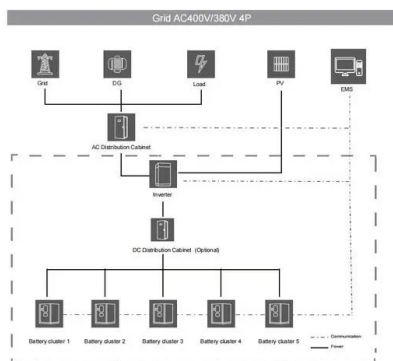 Grid AC400V/380V 4P
Grid
DG
Load
PV
EMS
AC Distribution Cabinet
Inverter
DC Distribution Cabinet (Optional)
Battery cluster 1
Battery cluster 2
Battery cluster 3
Battery cluster 4
Battery cluster 5
Communication
Power